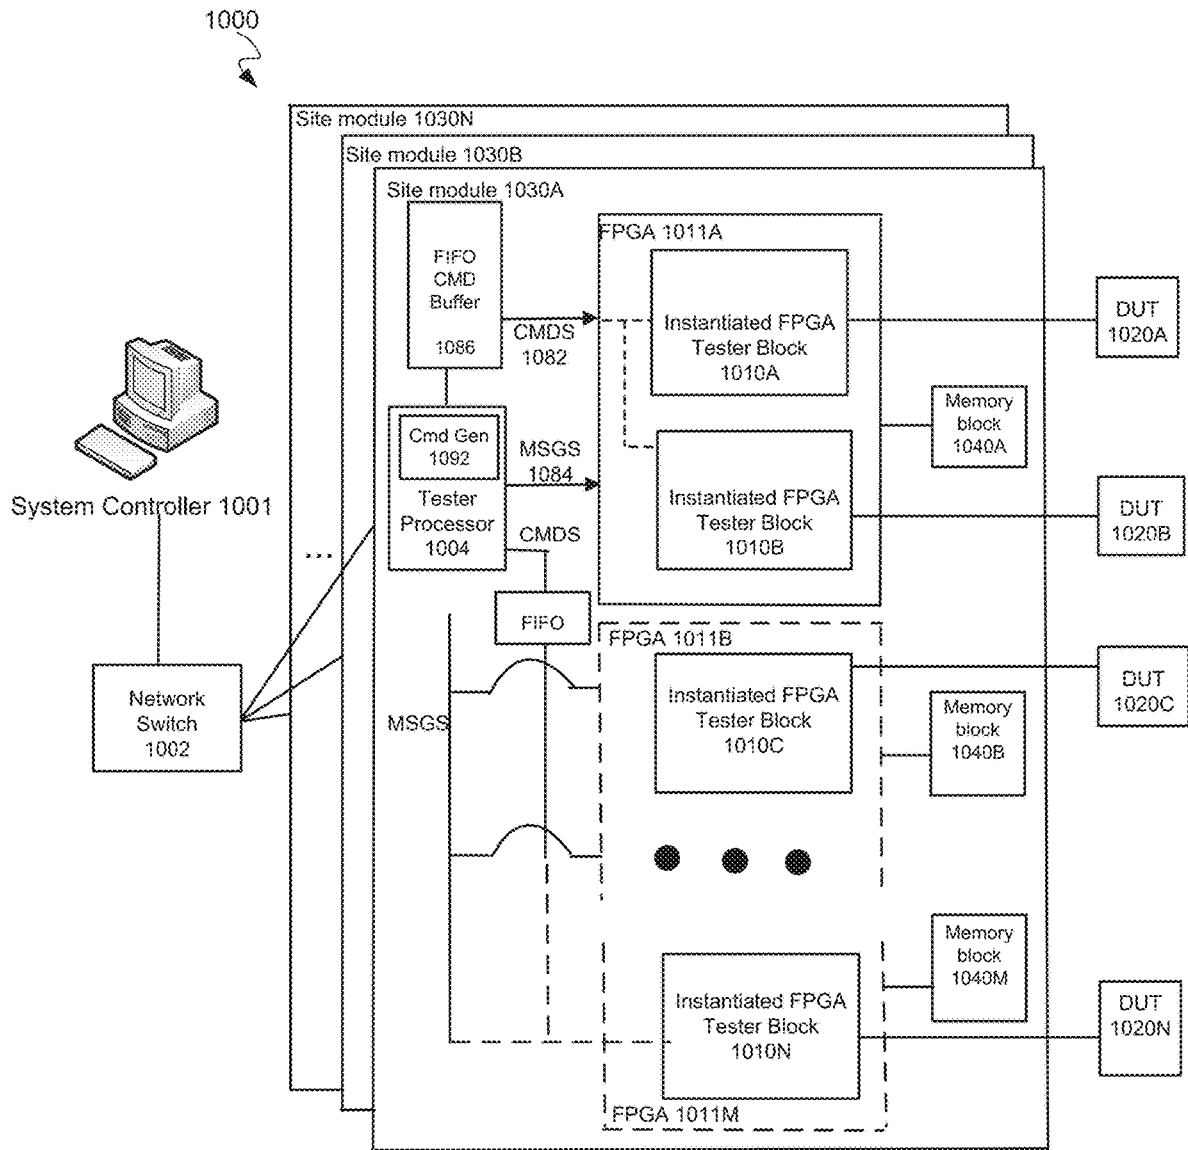 1000
Site module 1030N
Site module 1030B
Site module 1030A
FIFO
CMD
Buffer
1086
CMDS
1082
FPGA 1011A
Instantiated FPGA
Tester Block
1010A
DUT
1020A
Cmd Gen
1092
Tester
Processor
1004
MSGS
1084
CMDS
Memory
block
1040A
Instantiated FPGA
Tester Block
1010B
DUT
1020B
System Controller 1001
...
FIFO
FPGA 1011B
Instantiated FPGA
Tester Block
1010C
DUT
1020C
Network
Switch
1002
MSGS
Memory
block
1040B
Memory
block
1040M
Instantiated FPGA
Tester Block
1010N
DUT
1020N
FPGA 1011M